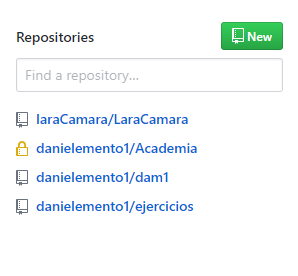 Repositories
New
Find a repository...
laraCamara/LaraCamara
danielemento1/Academia
danielemento1/dam1
danielemento1/ejercicios